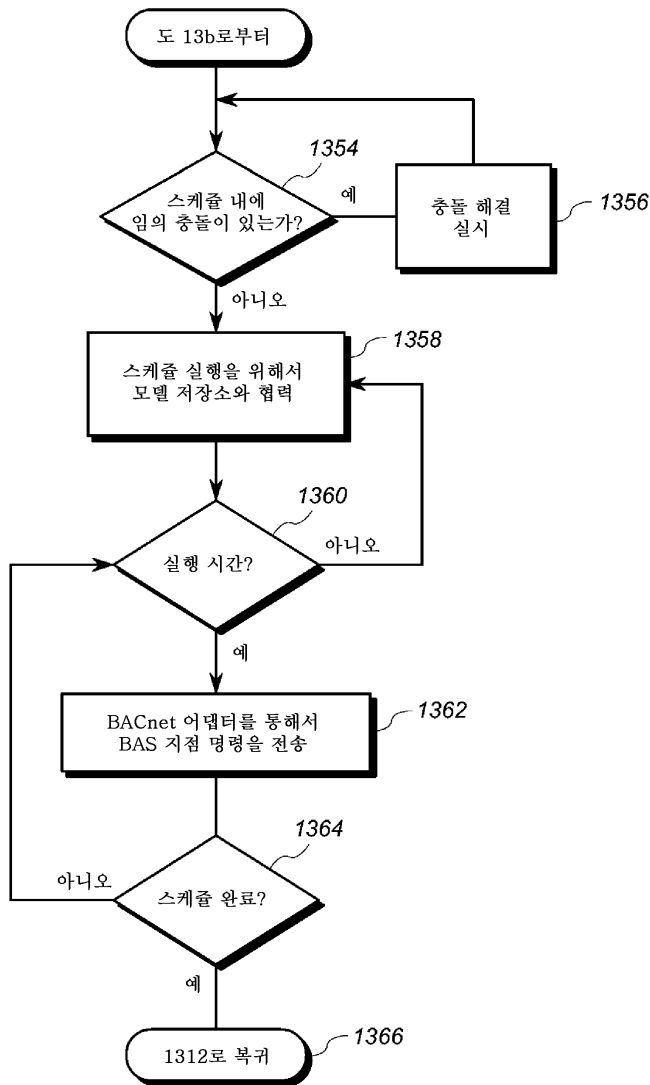 도 13b로부터
1354
스케쥴 내에
임의 충돌이 있는가?
예
충돌 해결
실시
1356
아니오
1358
스케쥴 실행을 위해서
모델 저장소와 협력
1360
실행 시간?
아니오
예
BACnet 어댑터를 통해서
BAS 지점 명령을 전송
1362
1364
스케쥴 완료?
아니오
예
1312로 복귀
1366